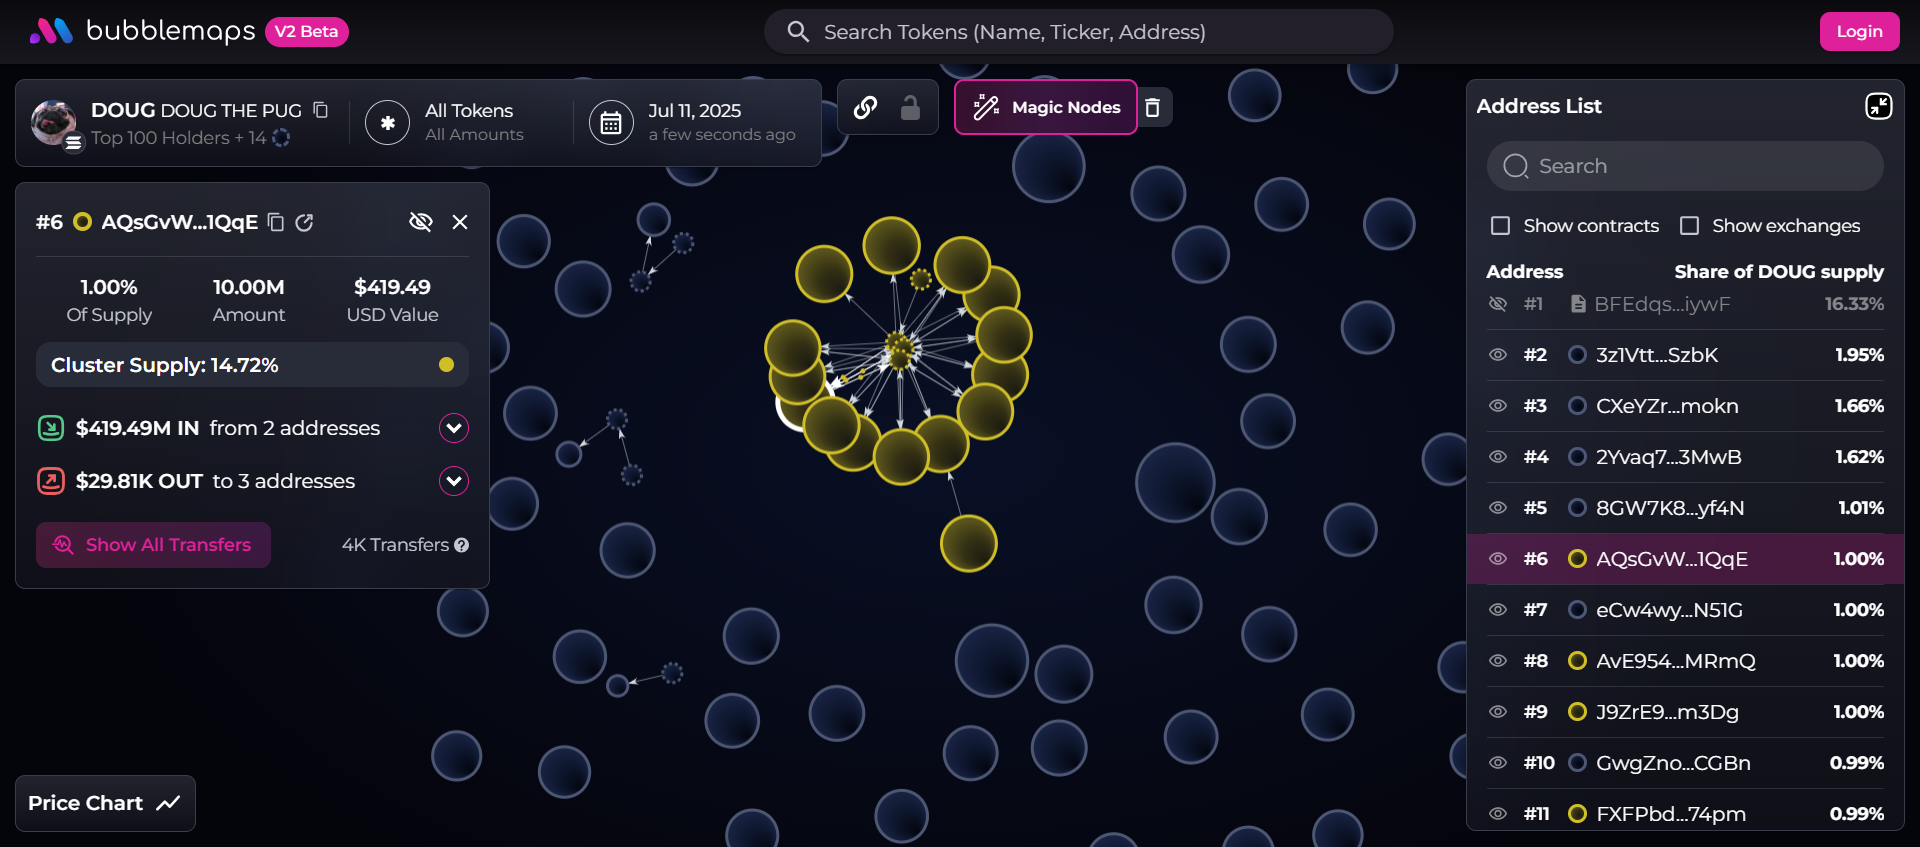 bubblemaps V2 Beta
Search Tokens (Name, Ticker, Address)
Login
DOUG DOUG THE PUG
Top 100 Holders + 14
All Tokens
All Amounts
Jul 11, 2025
a few seconds ago
Magic Nodes
#6 AQsGvW...1QqE
1.00% 10.00M $419.49
Of Supply Amount USD Value
Cluster Supply: 14.72%
$419.49M IN from 2 addresses
$29.81K OUT to 3 addresses
Show All Transfers 4K Transfers ?
Price Chart
Address List
Search
Show contracts Show exchanges
Address Share of DOUG supply
#1 BFEdqs...iywF 16.33%
#2 3z1Vtt...SzbK 1.95%
#3 CXeYZr...mokn 1.66%
#4 2Yvaq7...3MwB 1.62%
#5 8GW7K8...yf4N 1.01%
#6 AQsGvW...1QqE 1.00%
#7 eCw4wy...N51G 1.00%
#8 AvE954...MRmQ 1.00%
#9 J9ZrE9...m3Dg 1.00%
#10 GwgZno...CGBn 0.99%
#11 FXFPbd...74pm 0.99%